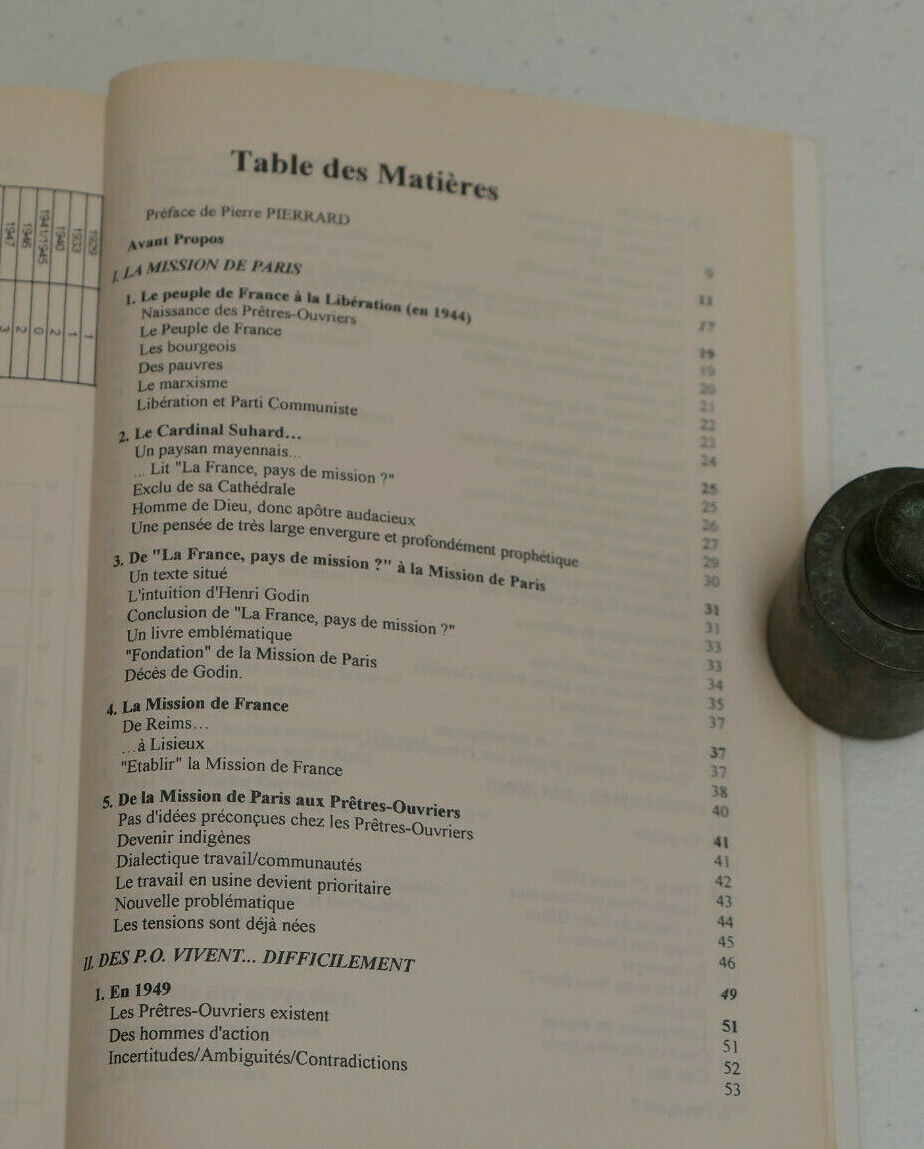 1929 1
1933 1
1940 2
1941/1945 0
1946 2
1947 3
Table des Matières
Préface de Pierre PIERRARD 9
Avant Propos 11
I. LA MISSION DE PARIS 17
1. Le peuple de France à la Libération (en 1944) 19
Naissance des Prêtres-Ouvriers 19
Le Peuple de France 20
Les bourgeois 21
Des pauvres 22
Le marxisme 23
Libération et Parti Communiste 24
2. Le Cardinal Suhard... 25
Un paysan mayennais... 25
... Lit "La France, pays de mission ?" 26
Exclu de sa Cathédrale 27
Homme de Dieu, donc apôtre audacieux 29
Une pensée de très large envergure et profondément prophétique 30
3. De "La France, pays de mission ?" à la Mission de Paris 31
Un texte situé 31
L'intuition d'Henri Godin 33
Conclusion de "La France, pays de mission ?" 33
Un livre emblématique 34
"Fondation" de la Mission de Paris 35
Décès de Godin. 37
4. La Mission de France 37
De Reims... 37
...à Lisieux 38
"Etablir" la Mission de France 40
5. De la Mission de Paris aux Prêtres-Ouvriers 41
Pas d'idées préconçues chez les Prêtres-Ouvriers 41
Devenir indigènes 42
Dialectique travail/communautés 43
Le travail en usine devient prioritaire 44
Nouvelle problématique 45
Les tensions sont déjà nées 46
II. DES P.O. VIVENT... DIFFICILEMENT 49
1. En 1949 51
Les Prêtres-Ouvriers existent 51
Des hommes d'action 52
Incertitudes/Ambiguités/Contradictions 53